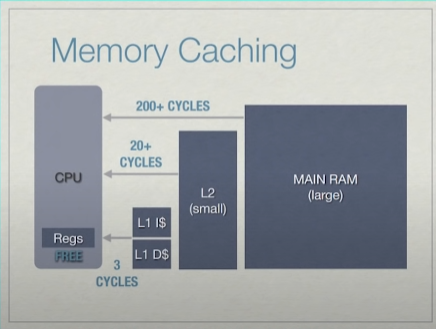 Memory Caching
200+ CYCLES
20+
CYCLES
CPU
MAIN RAM
(large)
L2
(small)
L1 I$
Regs
L1 D$
FREE
3
CYCLES